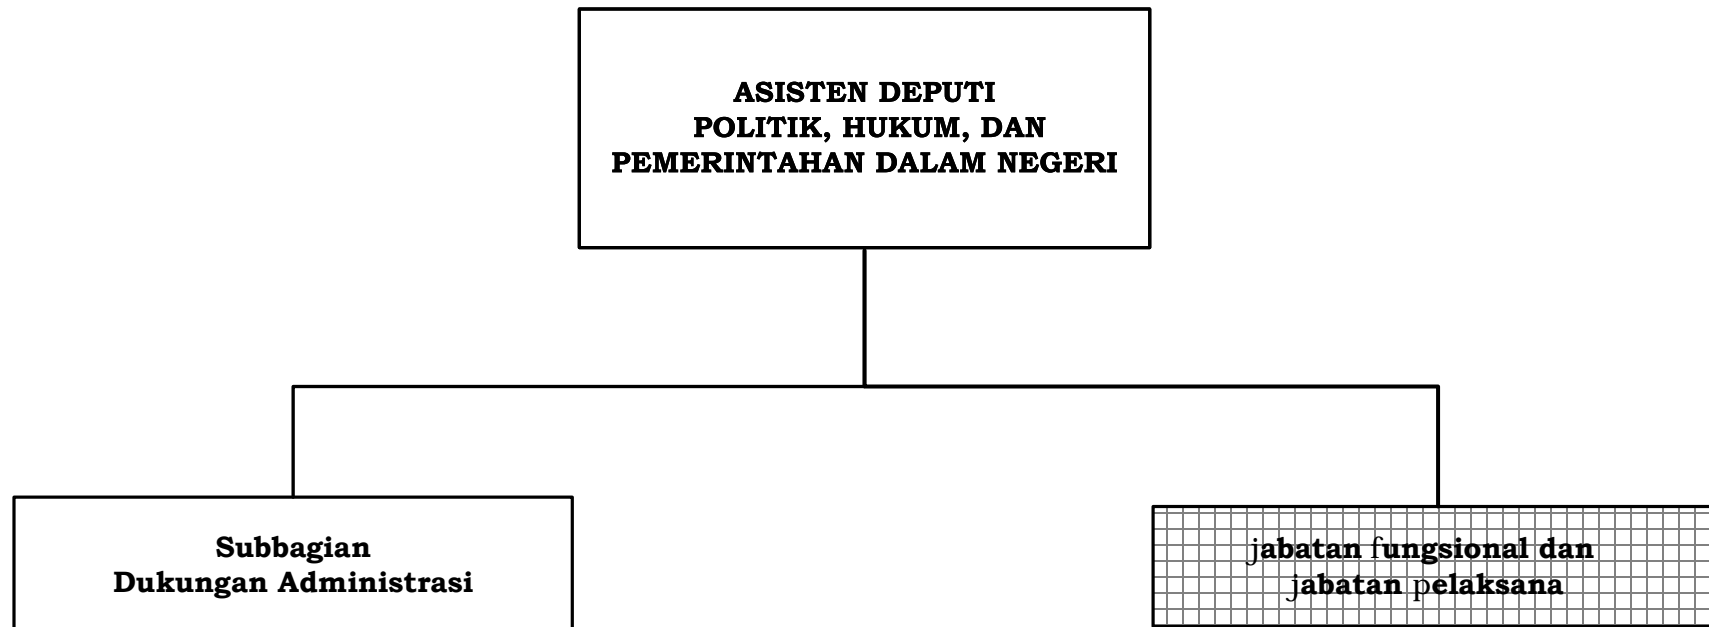 ASISTEN DEPUTI
POLITIK, HUKUM, DAN
PEMERINTAHAN DALAM NEGERI
Subbagian
Dukungan Administrasi
jabatan fungsional dan
jabatan pelaksana